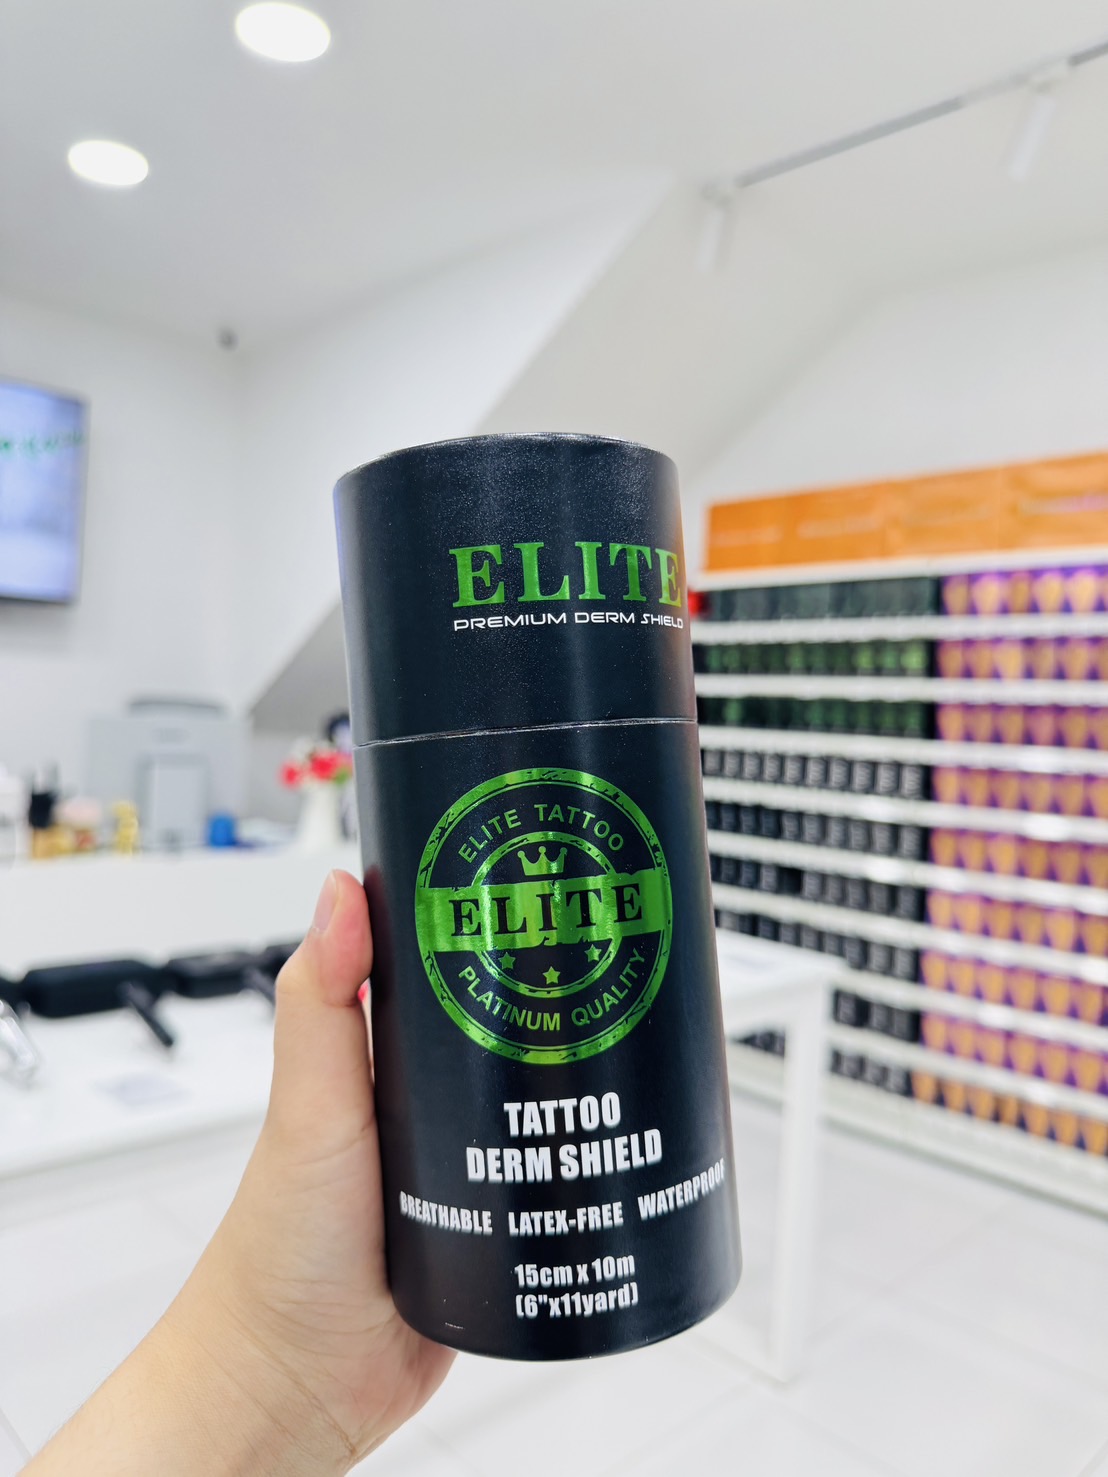 ELITE
PREMIUM DERM SHIELD
ELITE TATTOO
ELITE
PLATINUM QUALITY
TATTOO
DERM SHIELD
BREATHABLE LATEX-FREE WATERPROOF
15cm x 10m
(6"x11yard)